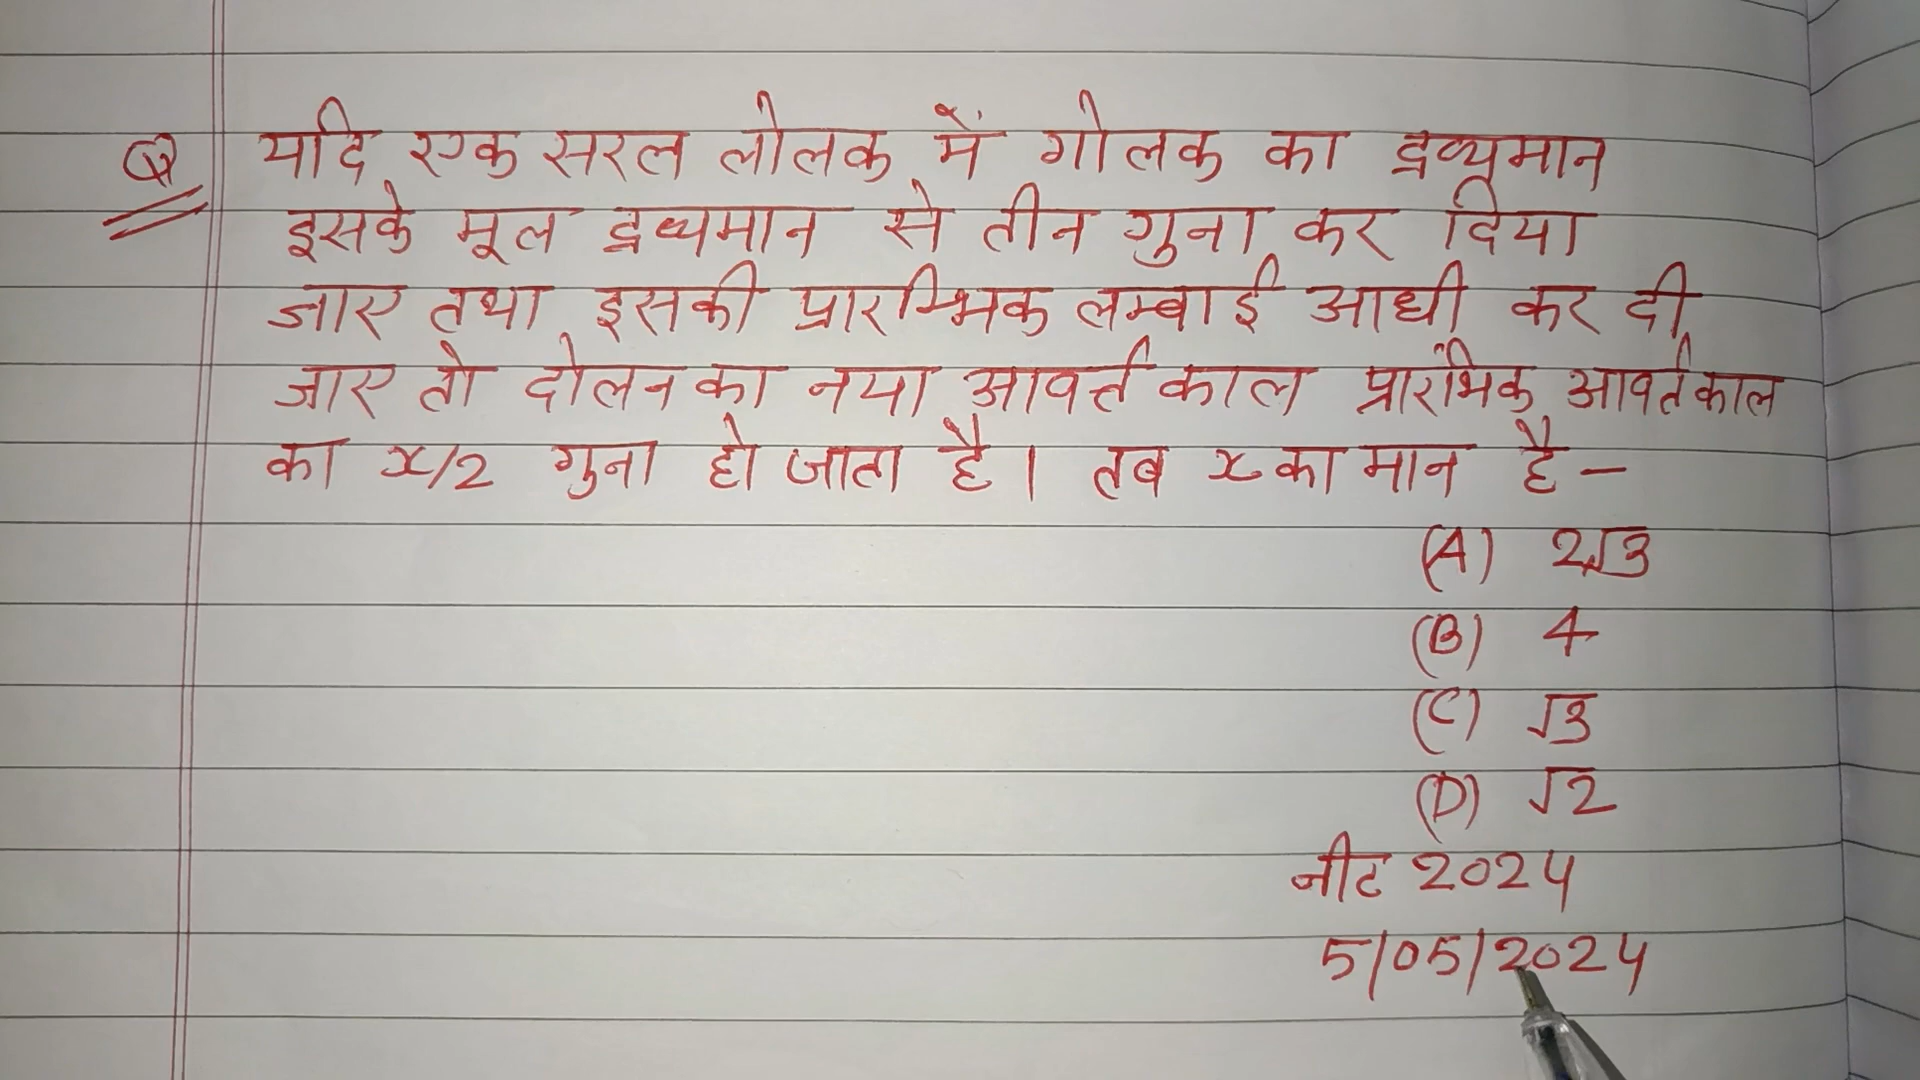 Q यदि एक सरल लोलक में गोलक का द्रव्यमान
इसके मूल द्रव्यमान से तीन गुना कर दिया
जाए तथा इसकी प्रारम्भिक लम्बाई आधी कर दी
जाए तो दोलन का नया आवर्त्त काल प्रारंभिक आवर्तकाल
का x/2 गुना हो जाता है। तब x का मान है -
(A) 2√3
(B) 4
(C) √3
(D) √2
नीट 2024
5/05/2024